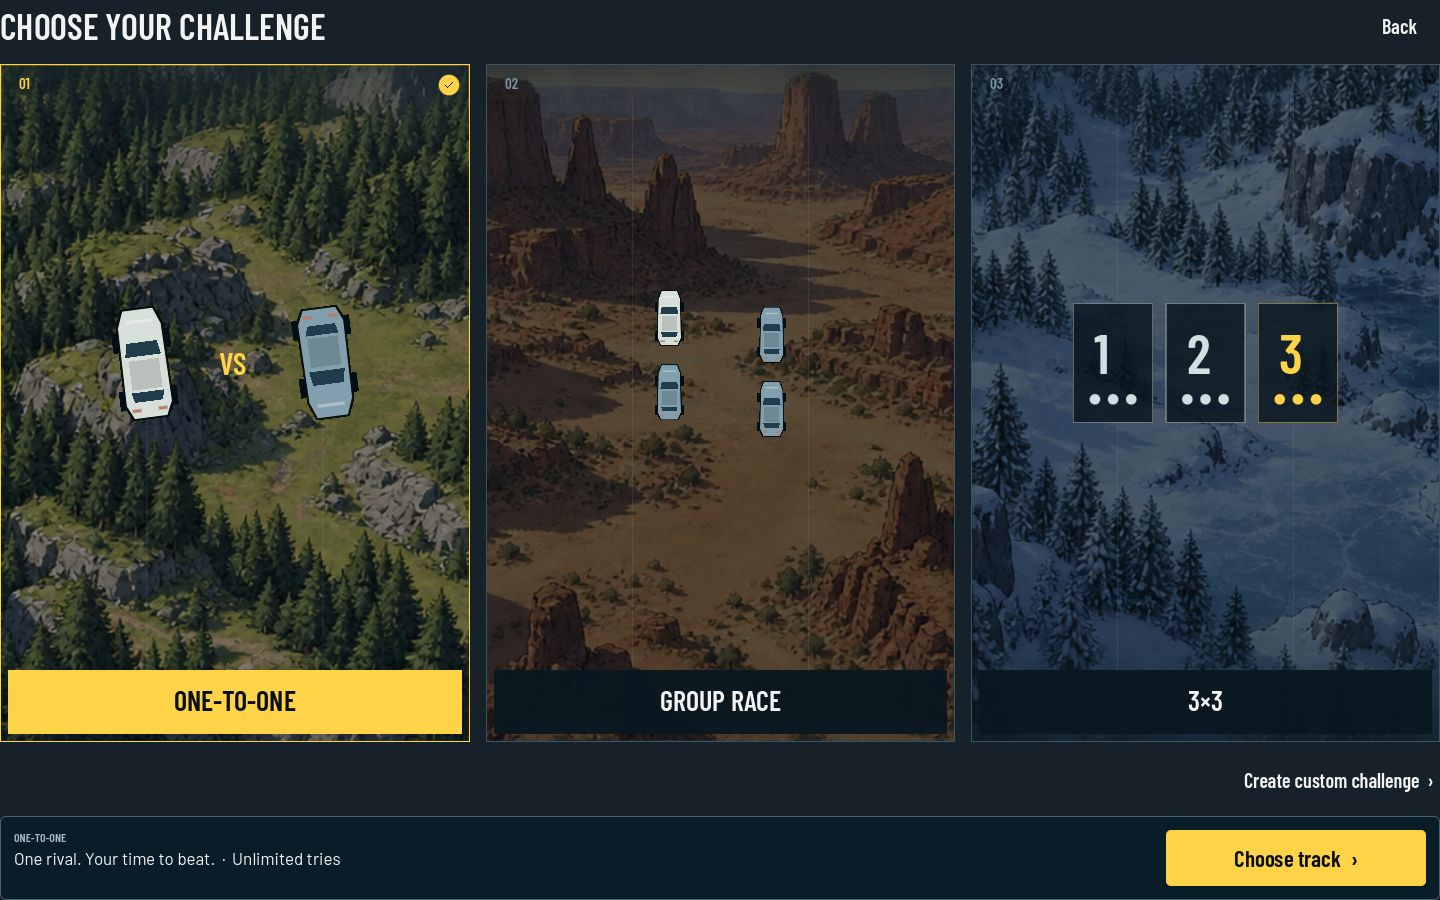 CHOOSE YOUR CHALLENGE
Back
01
02
03
VS
1 2 3
ONE-TO-ONE
GROUP RACE
3×3
Create custom challenge ›
ONE-TO-ONE
One rival. Your time to beat. · Unlimited tries
Choose track ›